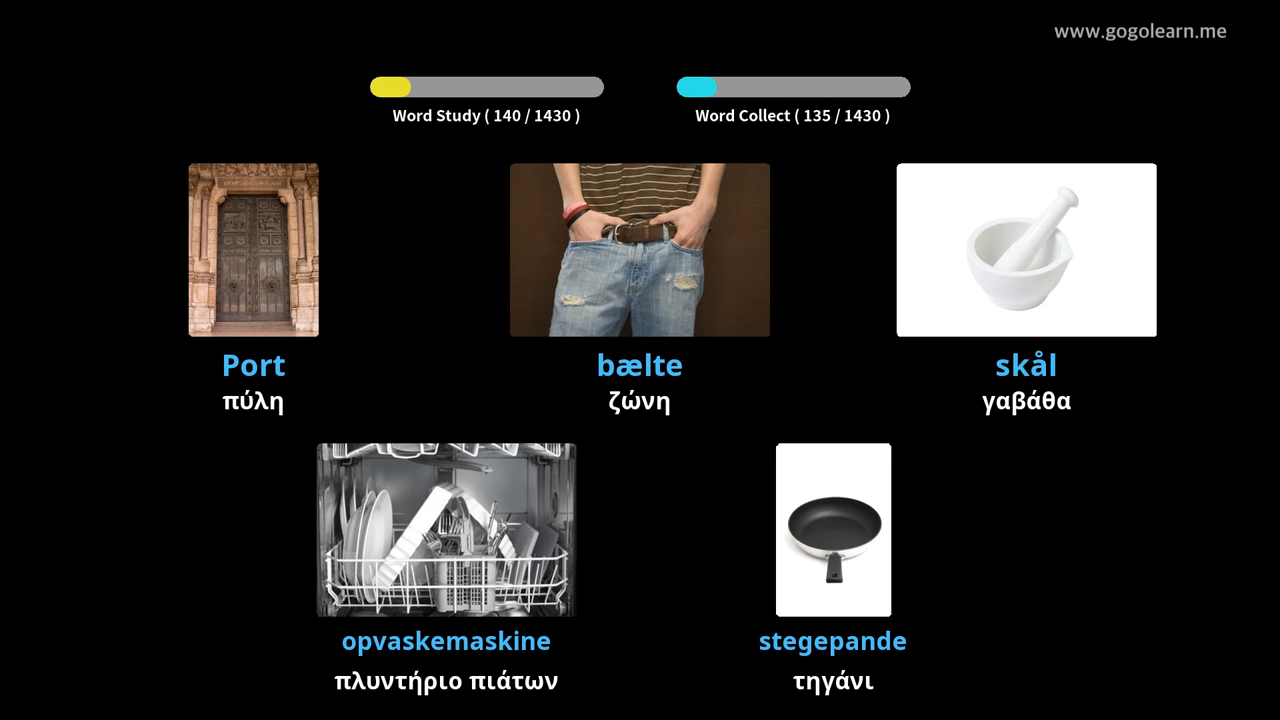 www.gogolearn.me
Word Study ( 140 / 1430 )
Word Collect ( 135 / 1430 )
Port
πύλη
bælte
ζώνη
skål
γαβάθα
opvaskemaskine
πλυντήριο πιάτων
stegepande
τηγάνι